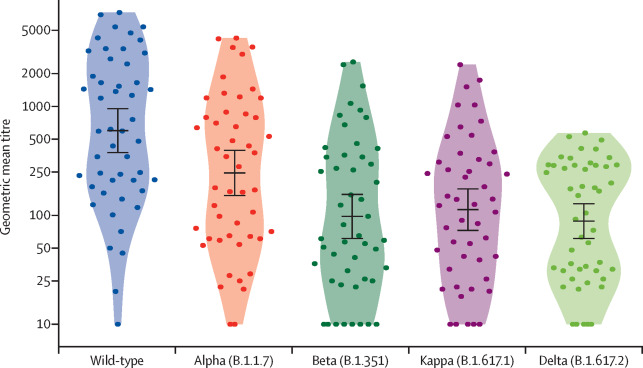 Geometric mean titre
5000
2000
1000
500
250
100
50
25
10
Wild-type
Alpha (B.1.1.7)
Beta (B.1.351)
Kappa (B.1.617.1)
Delta (B.1.617.2)